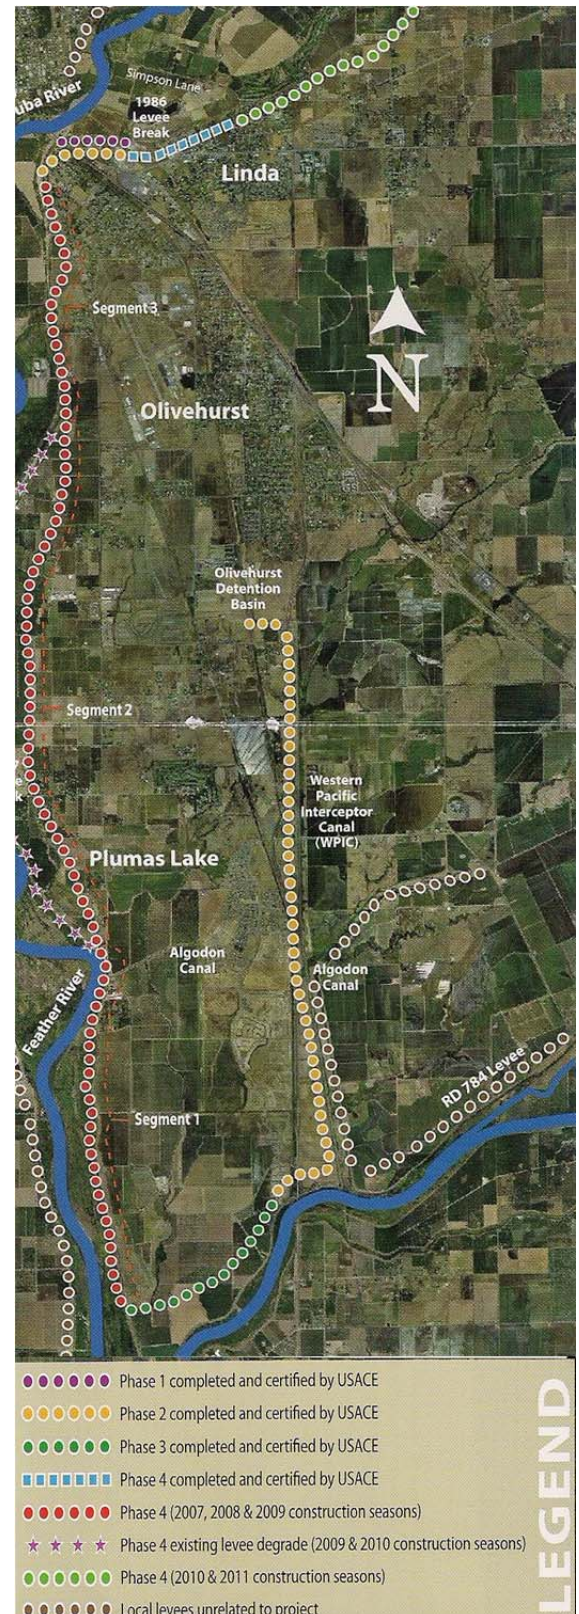 uba River
Simpson Lane
1986
Levee
Break
Linda
Segment 3
N
Olivehurst
Olivehurst
Detention
Basin
Segment 2
7
e
k
Western
Pacific
Interceptor
Canal
(WPIC)
Plumas Lake
Algodon
Canal
Algodon
Canal
Feather River
RD 784 Levee
Segment 1
LEGEND
Phase 1 completed and certified by USACE
Phase 2 completed and certified by USACE
Phase 3 completed and certified by USACE
Phase 4 completed and certified by USACE
Phase 4 (2007, 2008 & 2009 construction seasons)
Phase 4 existing levee degrade (2009 & 2010 construction seasons)
Phase 4 (2010 & 2011 construction seasons)
Local levees unrelated to project